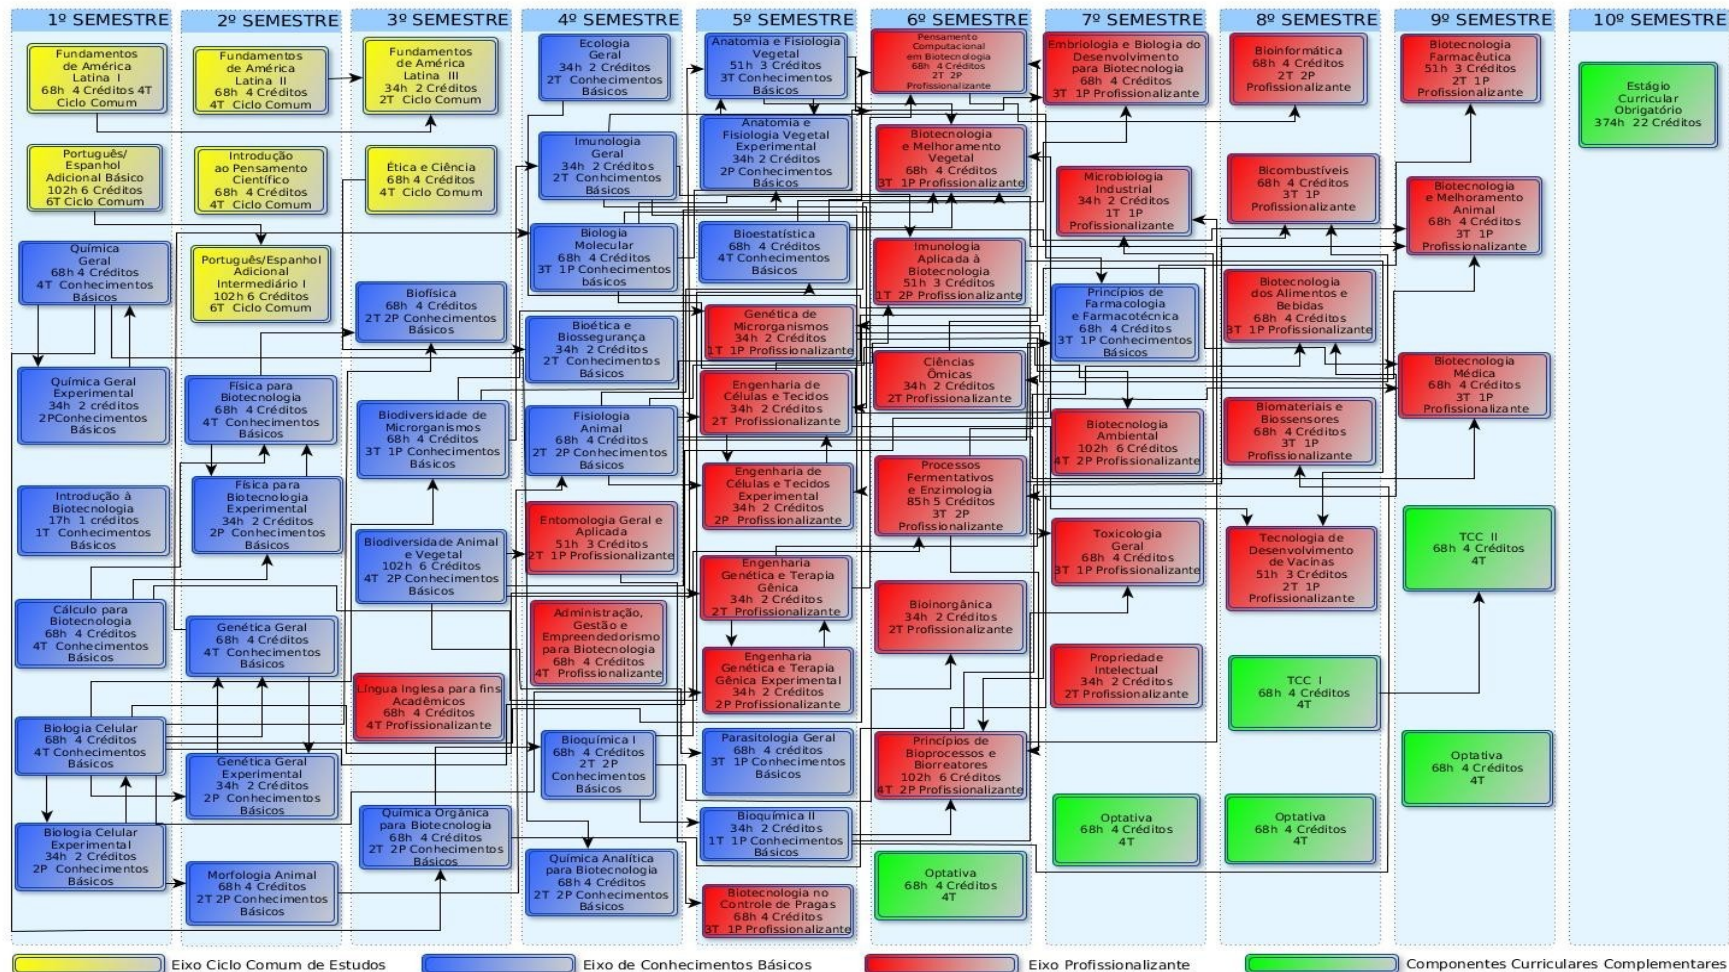 1º SEMESTRE
Fundamentos
de América
Latina I
68h 4 Créditos 4T
Ciclo Comum
Português/
Espanhol
Adicional Básico
102h 6 Créditos
6T Ciclo Comum
Química
Geral
68h 4 Créditos
4T Conhecimentos
Básicos
Química Geral
Experimental
34h 2 créditos
2PConhecimentos
Básicos
Introdução à
Biotecnologia
17h 1 créditos
1T Conhecimentos
Básicos
Cálculo para
Biotecnologia
68h 4 Créditos
4T Conhecimentos
Básicos
Biologia Celular
68h 4 Créditos
4T Conhecimentos
Básicos
Biologia Celular
Experimental
34h 2 Créditos
2P Conhecimentos
Básicos
2º SEMESTRE
Fundamentos
de América
Latina II
68h 4 Créditos
4T Ciclo Comum
Introdução
ao Pensamento
Científico
68h 4 Créditos
4T Ciclo Comum
Português/Espanhol
Adicional
Intermediário I
102h 6 Créditos
6T Ciclo Comum
Física para
Biotecnologia
68h 4 Créditos
4T Conhecimentos
Básicos
Física para
Biotecnologia
Experimental
34h 2 Créditos
2P Conhecimentos
Básicos
Genética Geral
68h 4 Créditos
4T Conhecimentos
Básicos
Genética Geral
Experimental
34h 2 Créditos
2P Conhecimentos
Básicos
Morfologia Animal
68h 4 Créditos
2T 2P Conhecimentos
Básicos
3º SEMESTRE
Fundamentos
de América
Latina III
34h 2 Créditos
2T Ciclo Comum
Ética e Ciência
68h 4 Créditos
4T Ciclo Comum
Biofísica
68h 4 Créditos
2T 2P Conhecimentos
Básicos
Biodiversidade de
Microrganismos
68h 4 Créditos
3T 1P Conhecimentos
Básicos
Biodiversidade Animal
e Vegetal
102h 6 Créditos
4T 2P Conhecimentos
Básicos
Língua Inglesa para fins
Acadêmicos
68h 4 Créditos
4T Profissionalizante
Química Orgânica
para Biotecnologia
68h 4 Créditos
2T 2P Conhecimentos
Básicos
4º SEMESTRE
Ecologia
Geral
34h 2 Créditos
2T Conhecimentos
Básicos
Imunologia
Geral
34h 2 Créditos
2T Conhcimentos
Básicos
Biologia
Molecular
68h 4 Créditos
3T 1P Conhecimentos
básicos
Bioética e
Biossegurança
34h 2 Créditos
2T Conhecimentos
Básicos
Fisiologia
Animal
68h 4 Créditos
2T 2P Conhecimentos
Básicos
Entomologia Geral e
Aplicada
51h 3 Créditos
2T 1P Profissionalizante
Administração,
Gestão e
Empreendedorismo
para Biotecnologia
68h 4 Créditos
4T Profissionalizante
Bioquímica I
68h 4 Créditos
2T 2P
Conhecimentos
Básicos
Química Analítica
para Biotecnologia
68h 4 Créditos
2T 2P Conhecimentos
Básicos
5º SEMESTRE
Anatomia e Fisiologia
Vegetal
51h 3 Créditos
3T Conhecimentos
Básicos
Anatomia e
Fisiologia Vegetal
Experimental
34h 2 Créditos
2P Conhecimentos
Básicos
Bioestatística
68h 4 Créditos
4T Conhecimentos
Básicos
Genética de
Microrganismos
34h 2 Créditos
1T 1P Profissionalizante
Engenharia de
Células e Tecidos
34h 2 Créditos
2T Profissionalizante
Engenharia de
Células e Tecidos
Experimental
34h 2 Créditos
2P Profissionalizante
Engenharia
Genética e Terapia
Gênica
34h 2 Créditos
2T Profissionalizante
Engenharia
Genética e Terapia
Gênica Experimental
34h 2 Créditos
2P Profissionalizante
Parasitologia Geral
68h 4 créditos
3T 1P Conhecimentos
Básicos
Bioquímica II
34h 2 Créditos
1T 1P Conhecimentos
Básicos
Biotecnologia no
Controle de Pragas
68h 4 Créditos
3T 1P Profissionalizante
6º SEMESTRE
Pensamento
Computacional
em Biotecnologia
68h 4 Créditos
2T 2P
Profissionalizante
Biotecnologia
e Melhoramento
Vegetal
68h 4 Créditos
3T 1P Profissionalizante
Imunologia
Aplicada à
Biotecnologia
51h 3 Créditos
1T 2P Profissionalizante
Ciências
Ômicas
34h 2 Créditos
2T Profissionalizante
Processos
Fermentativos
e Enzimologia
85h 5 Créditos
3T 2P
Profissionalizante
Bioinorgânica
34h 2 Créditos
2T Profissionalizante
Princípios de
Bioprocessos e
Biorreatores
102h 6 Créditos
4T 2P Profissionalizante
Optativa
68h 4 Créditos
4T
7º SEMESTRE
Embriologia e Biologia do
Desenvolvimento
para Biotecnologia
68h 4 Créditos
3T 1P Profissionalizante
Microbiologia
Industrial
34h 2 Créditos
1T 1P
Profissionalizante
Princípios de
Farmacologia
e Farmacotécnica
68h 4 Créditos
3T 1P Conhecimentos
Básicos
Biotecnologia
Ambiental
102h 6 Créditos
4T 2P Profissionalizante
Toxicologia
Geral
68h 4 Créditos
3T 1P Profissionalizante
Propriedade
Intelectual
34h 2 Créditos
2T Profissionalizante
Optativa
68h 4 Créditos
4T
8º SEMESTRE
Bioinformática
68h 4 Créditos
2T 2P
Profissionalizante
Bicombustíveis
68h 4 Créditos
3T 1P
Profissionalizante
Biotecnologia
dos Alimentos e
Bebidas
68h 4 Créditos
3T 1P Profissionalizante
Biomateriais e
Biossensores
68h 4 Créditos
3T 1P
Profissionalizante
Tecnologia de
Desenvolvimento
de Vacinas
51h 3 Créditos
2T 1P
Profissionalizante
TCC I
68h 4 Créditos
4T
Optativa
68h 4 Créditos
4T
9º SEMESTRE
Biotecnologia
Farmacêutica
51h 3 Créditos
2T 1P
Profissionalizante
Biotecnologia
e Melhoramento
Animal
68h 4 Créditos
3T 1P
Profissionalizante
Biotecnologia
Médica
68h 4 Créditos
3T 1P
Profissionalizante
TCC II
68h 4 Créditos
4T
Optativa
68h 4 Créditos
4T
10º SEMESTRE
Estágio
Curricular
Obrigatório
374h 22 Créditos
Eixo Ciclo Comum de Estudos
Eixo de Conhecimentos Básicos
Eixo Profissionalizante
Componentes Curriculares Complementares